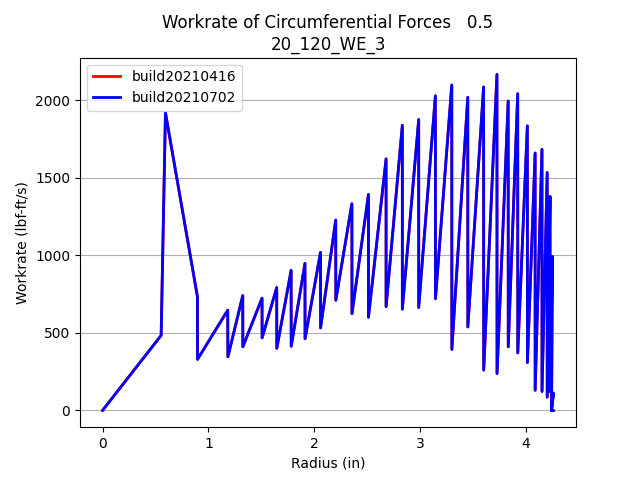 Workrate of Circumferential Forces   0.5
20_120_WE_3
build20210416
build20210702
Workrate (lbf-ft/s)
2000
1500
1000
500
0
0 1 2 3 4
Radius (in)